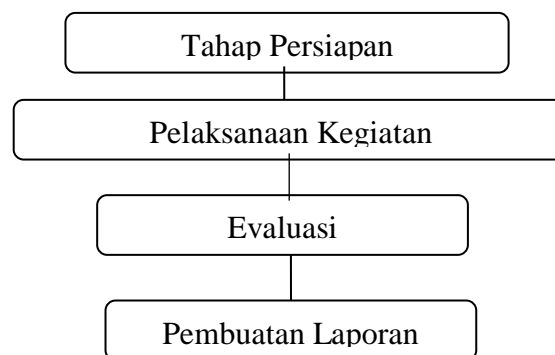 Tahap Persiapan
Pelaksanaan Kegiatan
Evaluasi
Pembuatan Laporan